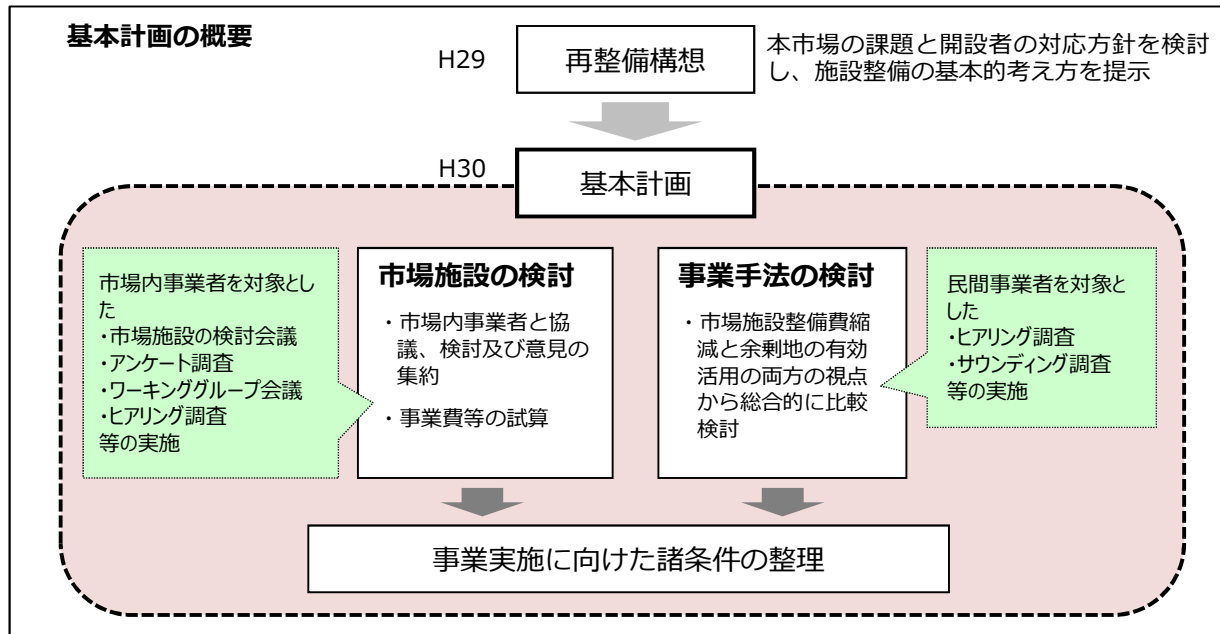 基本計画の概要
H29
再整備構想
本市場の課題と開設者の対応方針を検討
し、施設整備の基本的考え方を提示
H30
基本計画
市場内事業者を対象とし
た
・市場施設の検討会議
・アンケート調査
・ワーキンググループ会議
・ヒアリング調査
等の実施
市場施設の検討
・市場内事業者と協
議、検討及び意見の
集約
・事業費等の試算
事業手法の検討
・市場施設整備費縮
減と余剰地の有効
活用の両方の視点
から総合的に比較
検討
民間事業者を対象と
した
・ヒアリング調査
・サウンディング調査
等の実施
事業実施に向けた諸条件の整理